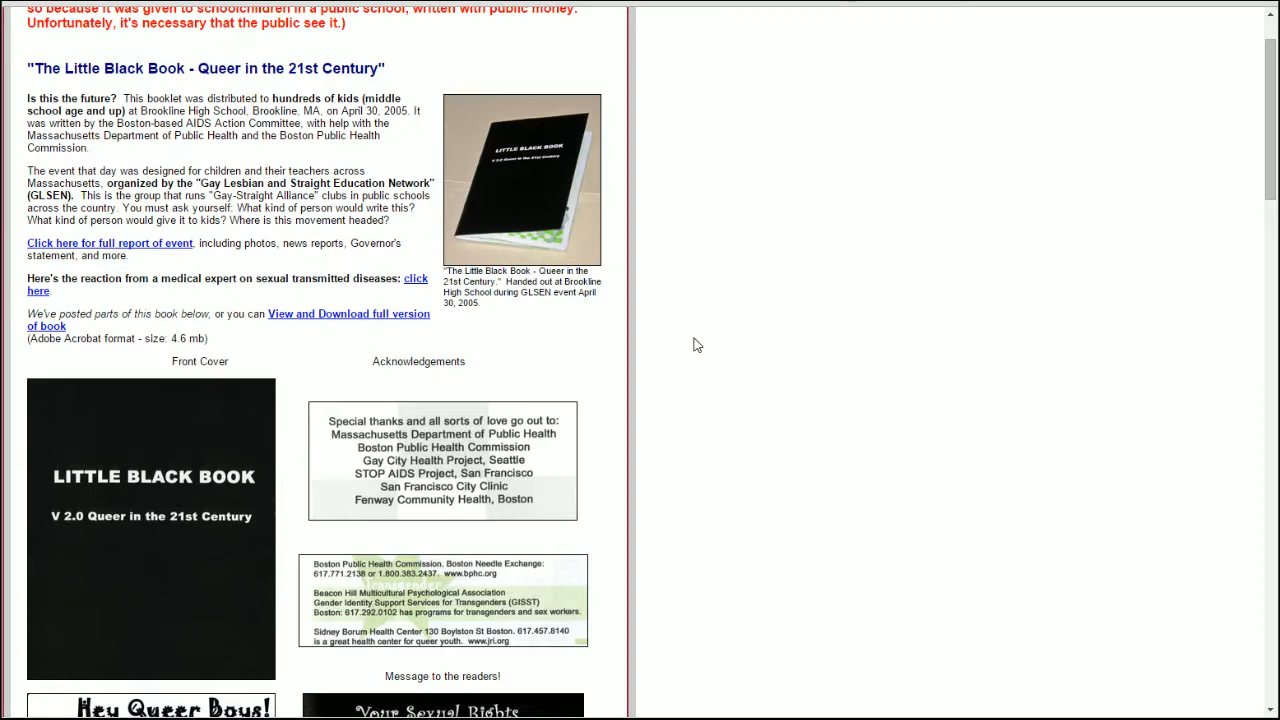 so because it was given to schoolchildren in a public school, written with public money.
Unfortunately, it's necessary that the public see it.)
"The Little Black Book - Queer in the 21st Century"
Is this the future? This booklet was distributed to hundreds of kids (middle
school age and up) at Brookline High School, Brookline, MA, on April 30, 2005. It
was written by the Boston-based AIDS Action Committee, with help with the
Massachusetts Department of Public Health and the Boston Public Health
Commission.
The event that day was designed for children and their teachers across
Massachusetts, organized by the "Gay Lesbian and Straight Education Network"
(GLSEN). This is the group that runs "Gay-Straight Alliance" clubs in public schools
across the country. You must ask yourself: What kind of person would write this?
What kind of person would give it to kids? Where is this movement headed?
Click here for full report of event, including photos, news reports, Governor's
statement, and more.
Here's the reaction from a medical expert on sexual transmitted diseases: click
here.
We've posted parts of this book below, or you can View and Download full version
of book
(Adobe Acrobat format - size: 4.6 mb)
LITTLE BLACK BOOK
V 2.0 Queer in the 21st Century
"The Little Black Book - Queer in the
21st Century." Handed out at Brookline
High School during GLSEN event April
30, 2005.
Front Cover
LITTLE BLACK BOOK
V 2.0 Queer in the 21st Century
Acknowledgements
Special thanks and all sorts of love go out to:
Massachusetts Department of Public Health
Boston Public Health Commission
Gay City Health Project, Seattle
STOP AIDS Project, San Francisco
San Francisco City Clinic
Fenway Community Health, Boston
Boston Public Health Commission. Boston Needle Exchange:
617.771.2138 or 1.800.383.2437. www.bphc.org
Beacon Hill Multicultural Psychological Association
Gender Identity Support Services for Transgenders (GISST)
Boston: 617.292.0102 has programs for transgenders and sex workers.
Sidney Borum Health Center 130 Boylston St Boston. 617.457.8140
is a great health center for queer youth. www.jri.org
Message to the readers!
Hey Queer Boys!
Your Sexual Rights